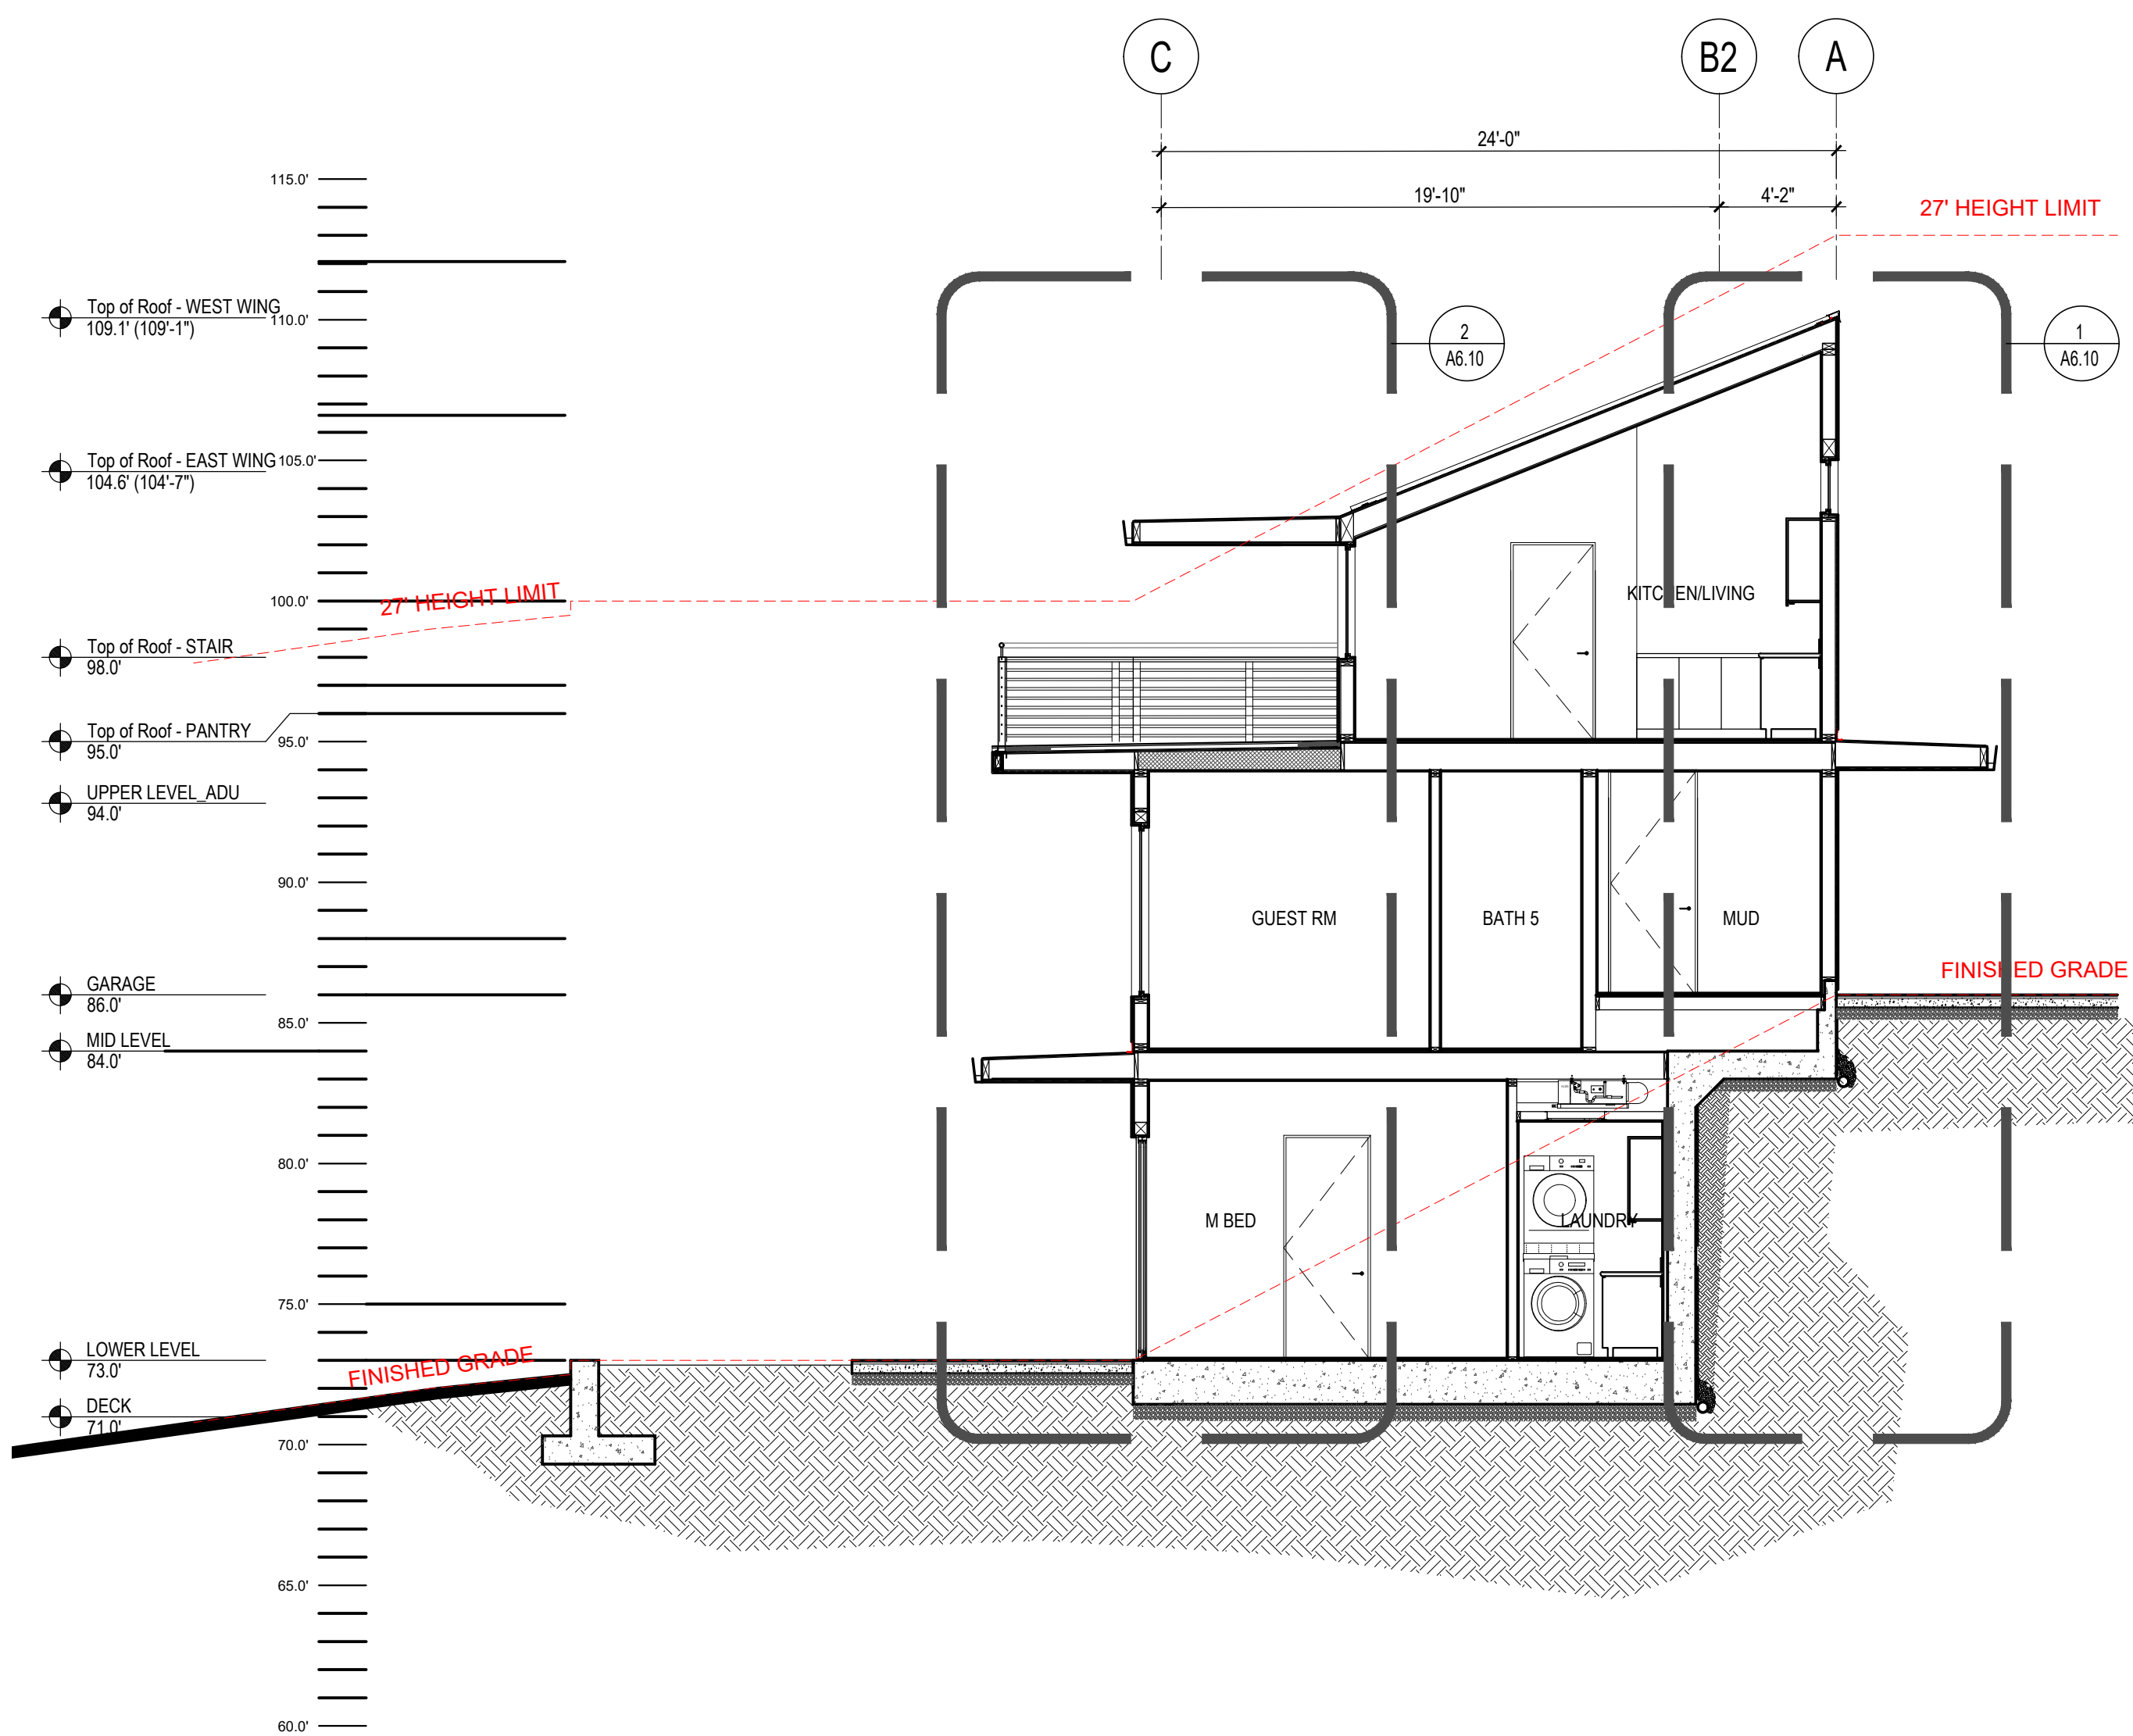 C
B2
A
24'-0"
19'-10"
4'-2"
27' HEIGHT LIMIT
115.0'
Top of Roof - WEST WING
109.1' (109'-1")
110.0'
2
A6.10
1
A6.10
Top of Roof - EAST WING
104.6' (104'-7")
105.0'
27' HEIGHT LIMIT
100.0'
KITCHEN/LIVING
Top of Roof - STAIR
98.0'
Top of Roof - PANTRY
95.0'
95.0'
UPPER LEVEL_ADU
94.0'
90.0'
GUEST RM
BATH 5
MUD
FINISHED GRADE
GARAGE
86.0'
85.0'
MID LEVEL
84.0'
80.0'
M BED
LAUNDRY
75.0'
LOWER LEVEL
73.0'
FINISHED GRADE
DECK
71.0'
70.0'
65.0'
60.0'